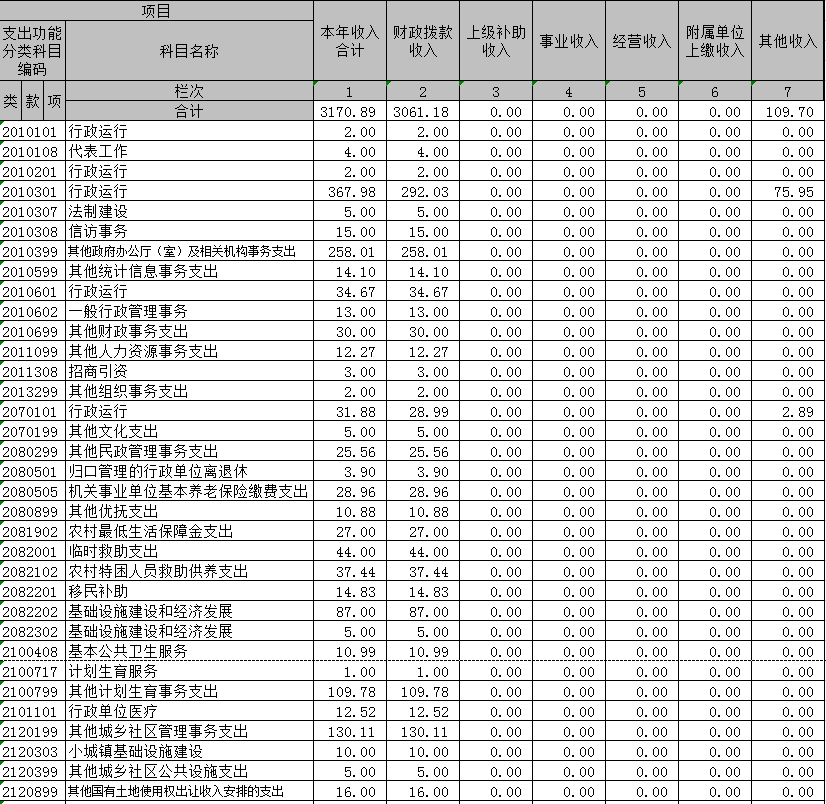 项目 本年收入合计 财政拨款收入 上级补助收入 事业收入 经营收入 附属单位上缴收入 其他收入
支出功能分类科目编码 科目名称
类 款 项 栏次 1 2 3 4 5 6 7
合计 3170.89 3061.18 0.00 0.00 0.00 0.00 109.70
2010101 行政运行 2.00 2.00 0.00 0.00 0.00 0.00 0.00
2010108 代表工作 4.00 4.00 0.00 0.00 0.00 0.00 0.00
2010201 行政运行 2.00 2.00 0.00 0.00 0.00 0.00 0.00
2010301 行政运行 367.98 292.03 0.00 0.00 0.00 0.00 75.95
2010307 法制建设 5.00 5.00 0.00 0.00 0.00 0.00 0.00
2010308 信访事务 15.00 15.00 0.00 0.00 0.00 0.00 0.00
2010399 其他政府办公厅（室）及相关机构事务支出 258.01 258.01 0.00 0.00 0.00 0.00 0.00
2010599 其他统计信息事务支出 14.10 14.10 0.00 0.00 0.00 0.00 0.00
2010601 行政运行 34.67 34.67 0.00 0.00 0.00 0.00 0.00
2010602 一般行政管理事务 13.00 13.00 0.00 0.00 0.00 0.00 0.00
2010699 其他财政事务支出 30.00 30.00 0.00 0.00 0.00 0.00 0.00
2011099 其他人力资源事务支出 12.27 12.27 0.00 0.00 0.00 0.00 0.00
2011308 招商引资 3.00 3.00 0.00 0.00 0.00 0.00 0.00
2013299 其他组织事务支出 2.00 2.00 0.00 0.00 0.00 0.00 0.00
2070101 行政运行 31.88 28.99 0.00 0.00 0.00 0.00 2.89
2070199 其他文化支出 5.00 5.00 0.00 0.00 0.00 0.00 0.00
2080299 其他民政管理事务支出 25.56 25.56 0.00 0.00 0.00 0.00 0.00
2080501 归口管理的行政单位离退休 3.90 3.90 0.00 0.00 0.00 0.00 0.00
2080505 机关事业单位基本养老保险缴费支出 28.96 28.96 0.00 0.00 0.00 0.00 0.00
2080899 其他优抚支出 10.88 10.88 0.00 0.00 0.00 0.00 0.00
2081902 农村最低生活保障金支出 27.00 27.00 0.00 0.00 0.00 0.00 0.00
2082001 临时救助支出 44.00 44.00 0.00 0.00 0.00 0.00 0.00
2082102 农村特困人员救助供养支出 37.44 37.44 0.00 0.00 0.00 0.00 0.00
2082201 移民补助 14.83 14.83 0.00 0.00 0.00 0.00 0.00
2082202 基础设施建设和经济发展 87.00 87.00 0.00 0.00 0.00 0.00 0.00
2082302 基础设施建设和经济发展 5.00 5.00 0.00 0.00 0.00 0.00 0.00
2100408 基本公共卫生服务 10.99 10.99 0.00 0.00 0.00 0.00 0.00
2100717 计划生育服务 1.00 1.00 0.00 0.00 0.00 0.00 0.00
2100799 其他计划生育事务支出 109.78 109.78 0.00 0.00 0.00 0.00 0.00
2101101 行政单位医疗 12.52 12.52 0.00 0.00 0.00 0.00 0.00
2120199 其他城乡社区管理事务支出 130.11 130.11 0.00 0.00 0.00 0.00 0.00
2120303 小城镇基础设施建设 10.00 10.00 0.00 0.00 0.00 0.00 0.00
2120399 其他城乡社区公共设施支出 5.00 5.00 0.00 0.00 0.00 0.00 0.00
2120899 其他国有土地使用权出让收入安排的支出 16.00 16.00 0.00 0.00 0.00 0.00 0.00